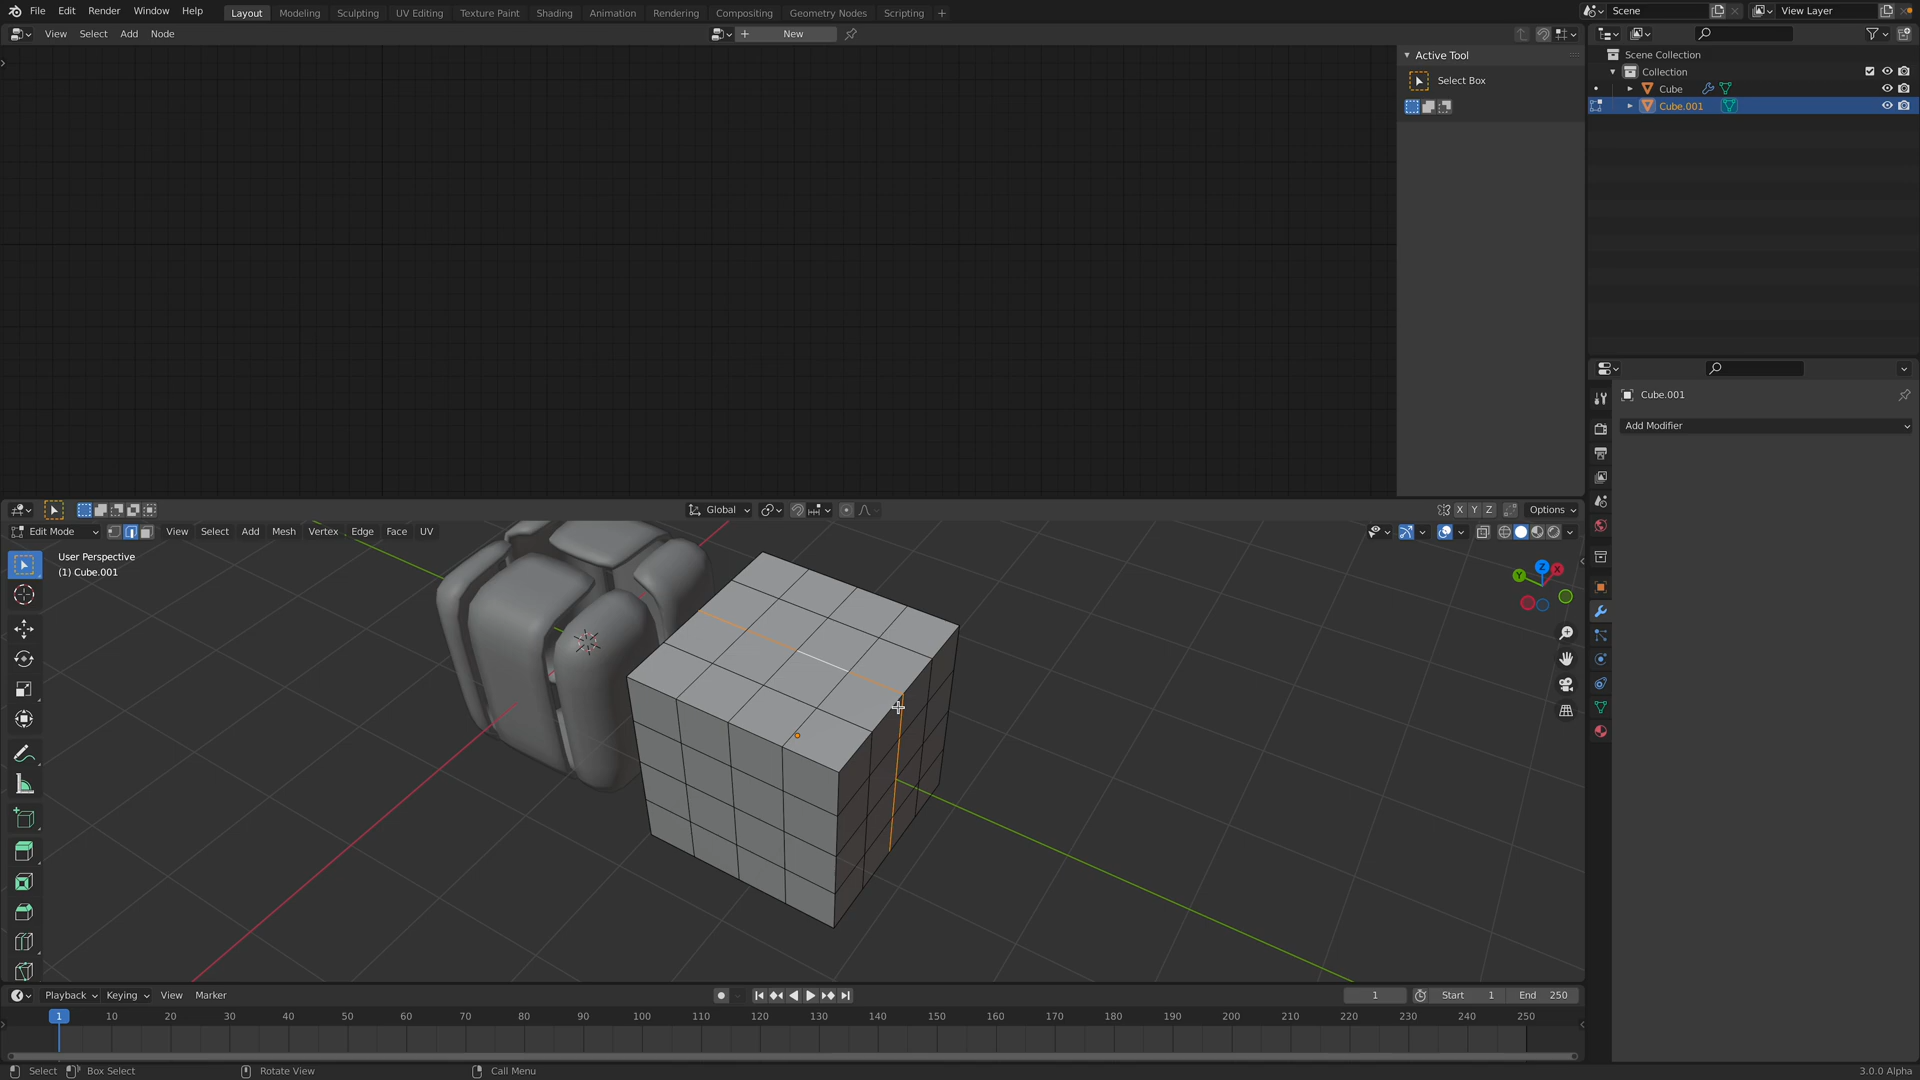 File Edit Render Window Help Layout Modeling Sculpting UV Editing Texture Paint Shading Animation Rendering Compositing Geometry Nodes Scripting + Scene View Layer
View Select Add Node + New
Active Tool
Select Box
Scene Collection
Collection
Cube
Cube.001
Cube.001
Add Modifier
Global X Y Z Options
Edit Mode View Select Add Mesh Vertex Edge Face UV
User Perspective
(1) Cube.001
Z X Y
Playback Keying View Marker 1 Start 1 End 250
1 10 20 30 40 50 60 70 80 90 100 110 120 130 140 150 160 170 180 190 200 210 220 230 240 250
Select Box Select Rotate View Call Menu 3.0.0 Alpha